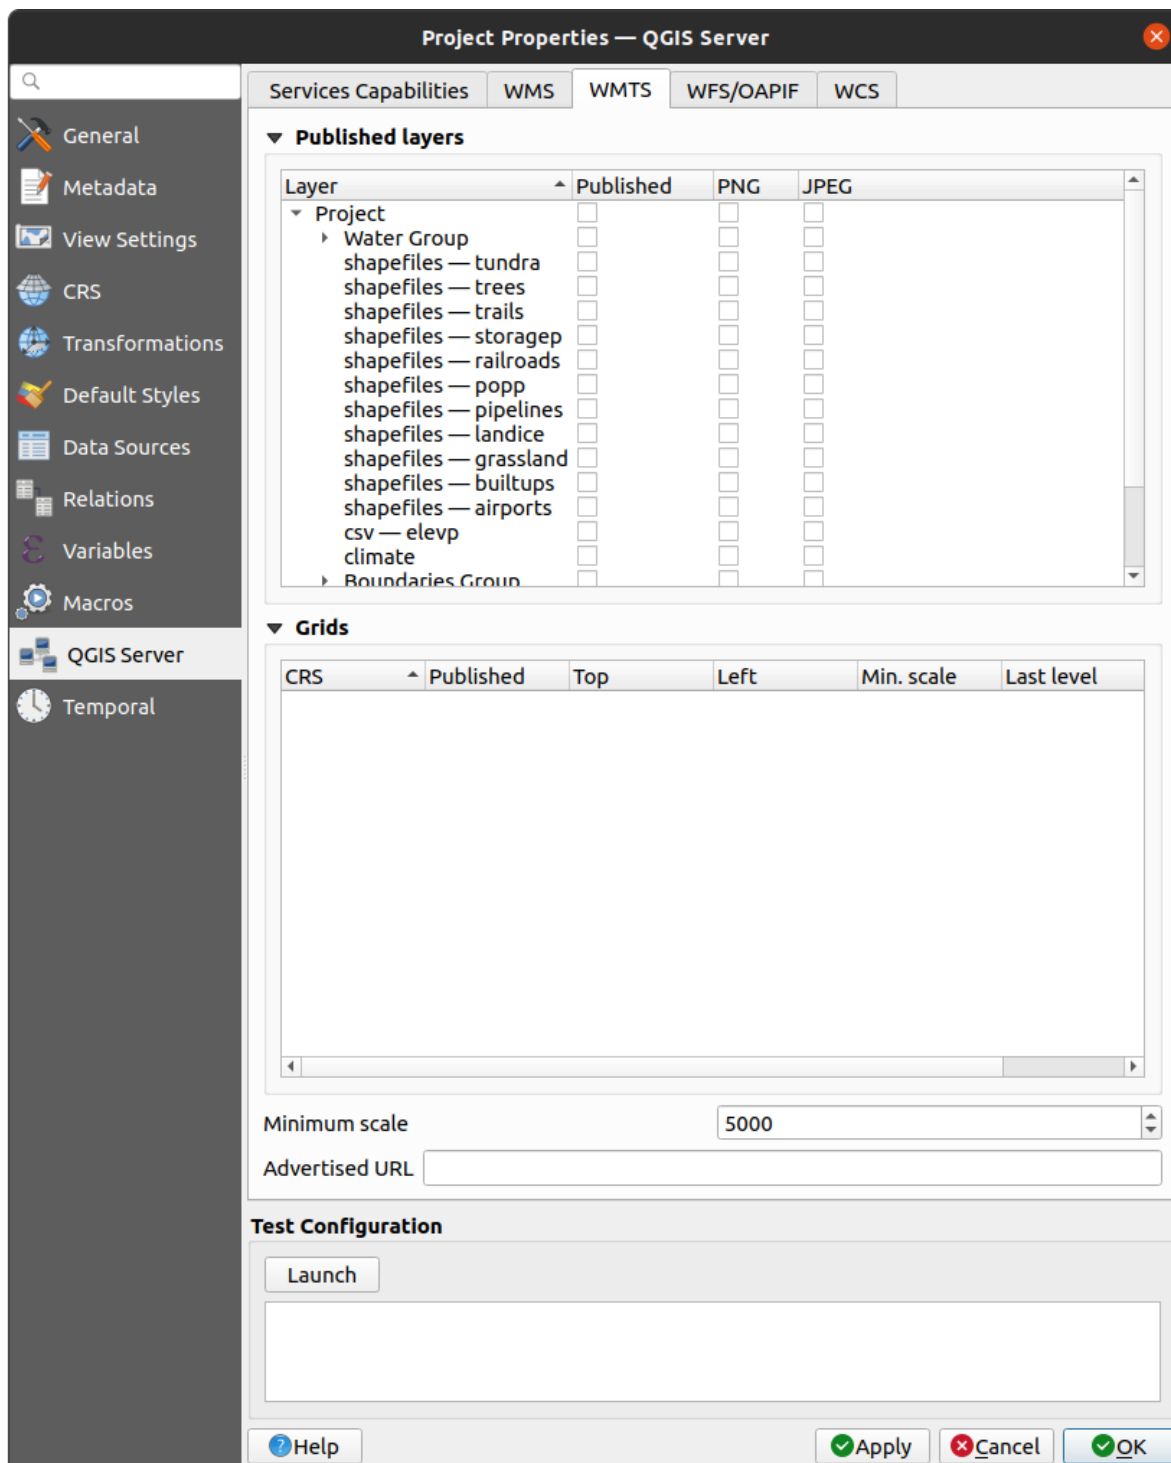 Project Properties — QGIS Server
General
Metadata
View Settings
CRS
Transformations
Default Styles
Data Sources
Relations
Variables
Macros
QGIS Server
Temporal
Services Capabilities WMS WMTS WFS/OAPIF WCS
Published layers
Layer Published PNG JPEG
Project
Water Group
shapefiles — tundra
shapefiles — trees
shapefiles — trails
shapefiles — storagep
shapefiles — railroads
shapefiles — popp
shapefiles — pipelines
shapefiles — landice
shapefiles — grassland
shapefiles — builtups
shapefiles — airports
csv — elevp
climate
Boundaries Group
Grids
CRS Published Top Left Min. scale Last level
Minimum scale 5000
Advertised URL
Test Configuration
Launch
Help Apply Cancel OK